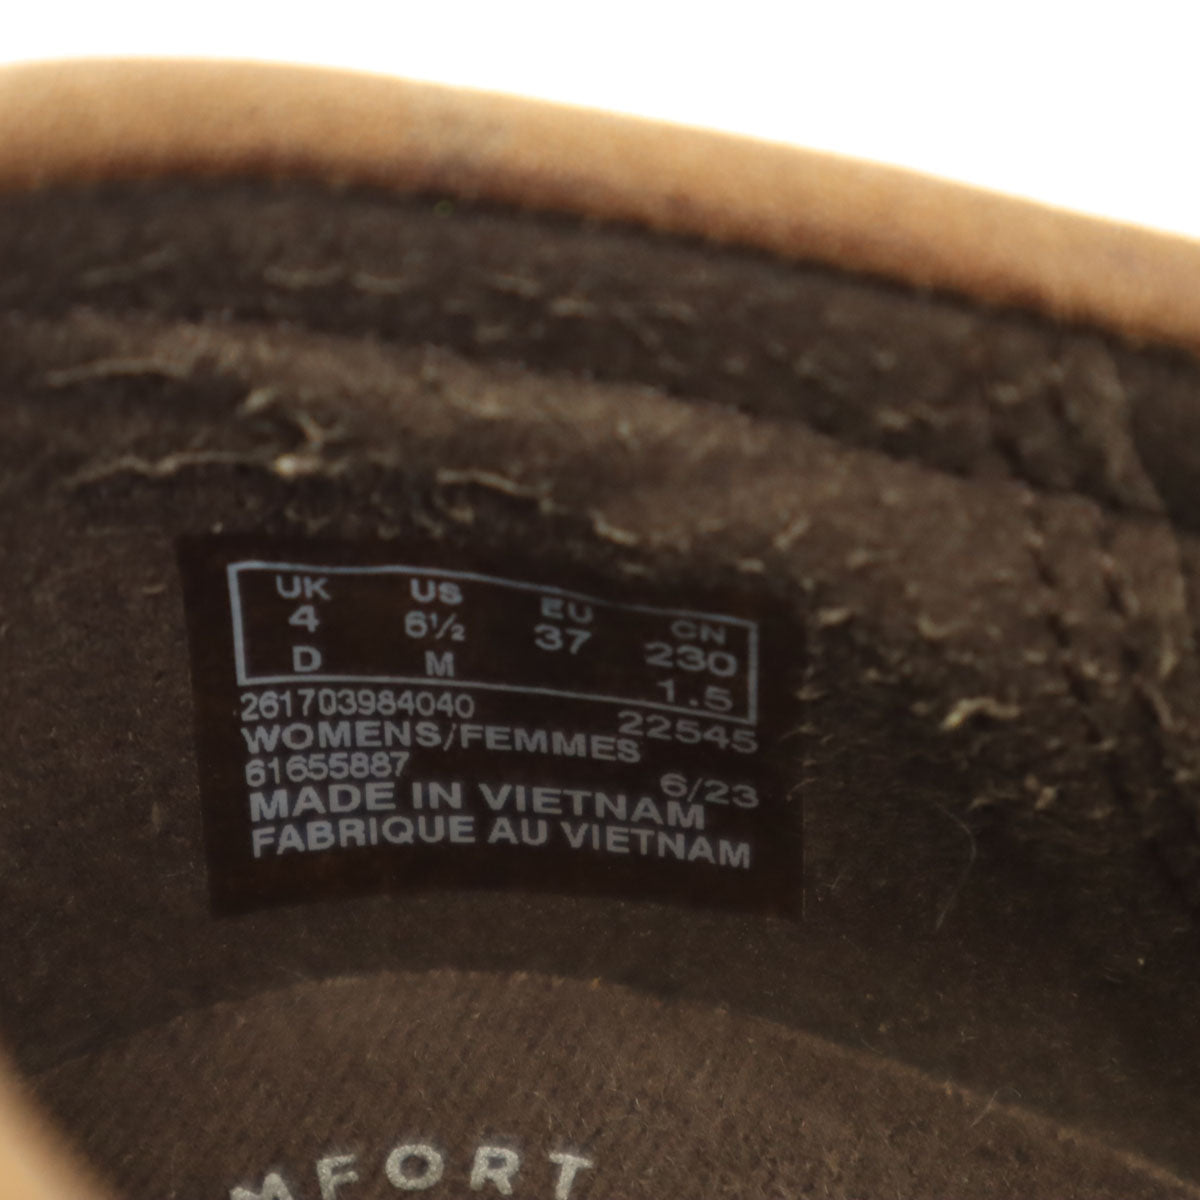 UK US EU CN
4 6½ 37 230
D M 1.5
261703984040 22545
WOMENS/FEMMES
61655887 6/23
MADE IN VIETNAM
FABRIQUE AU VIETNAM
MFORT